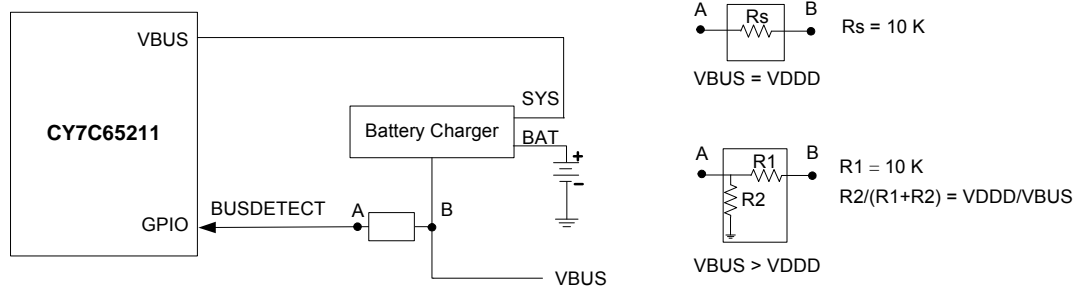 VBUS
CY7C65211
SYS
Battery Charger
BAT
+
-
BUSDETECT
A
B
GPIO
VBUS
A
B
Rs
Rs = 10 K
VBUS = VDDD
A
B
R1
R2
R1 = 10 K
R2/(R1+R2) = VDDD/VBUS
VBUS > VDDD